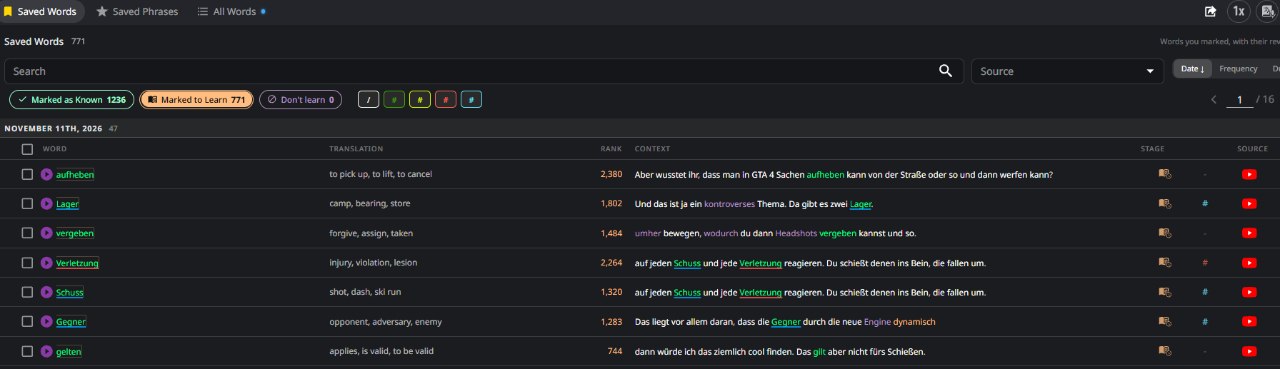 Saved Words Saved Phrases All Words 1x
Saved Words 771 Words you marked, with their
Search Source Date ↓ Frequency
Marked as Known 1236 Marked to Learn 771 Don't learn 0 / # # # # 1 / 16
NOVEMBER 11TH, 2026 47
WORD TRANSLATION RANK CONTEXT STAGE SOURCE
aufheben to pick up, to lift, to cancel 2,380 Aber wusstet ihr, dass man in GTA 4 Sachen aufheben kann von der Straße oder so und dann werfen kann? -
Lager camp, bearing, store 1,802 Und das ist ja ein kontroverses Thema. Da gibt es zwei Lager. #
vergeben forgive, assign, taken 1,484 umher bewegen, wodurch du dann Headshots vergeben kannst und so. -
Verletzung injury, violation, lesion 2,264 auf jeden Schuss und jede Verletzung reagieren. Du schießt denen ins Bein, die fallen um. #
Schuss shot, dash, ski run 1,320 auf jeden Schuss und jede Verletzung reagieren. Du schießt denen ins Bein, die fallen um. #
Gegner opponent, adversary, enemy 1,283 Das liegt vor allem daran, dass die Gegner durch die neue Engine dynamisch #
gelten applies, is valid, to be valid 744 dann würde ich das ziemlich cool finden. Das gilt aber nicht fürs Schießen. -